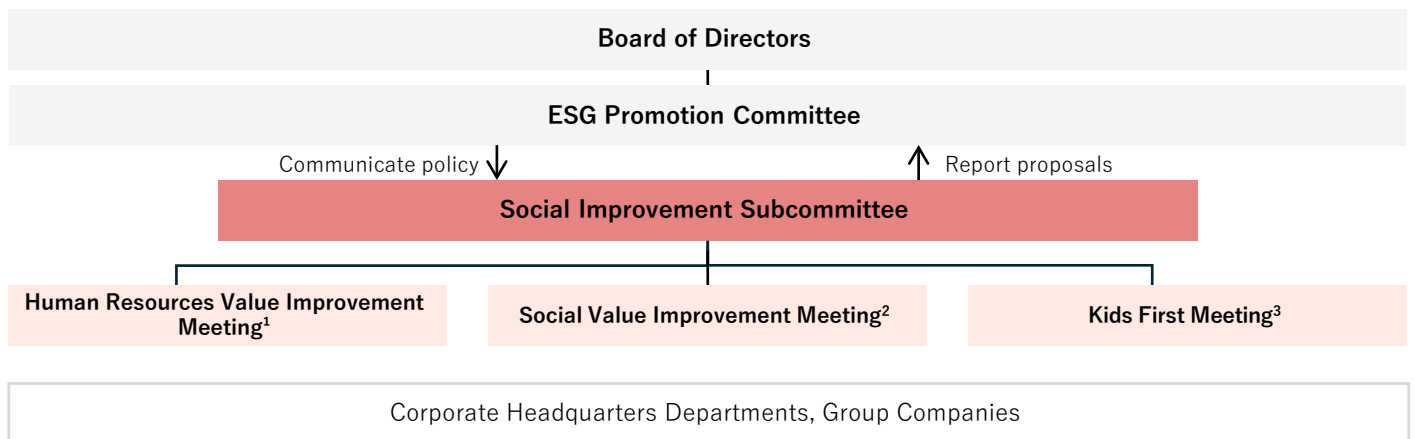 Board of Directors
ESG Promotion Committee
Communicate policy
Report proposals
Social Improvement Subcommittee
Human Resources Value Improvement
Meeting¹
Social Value Improvement Meeting²
Kids First Meeting³
Corporate Headquarters Departments, Group Companies